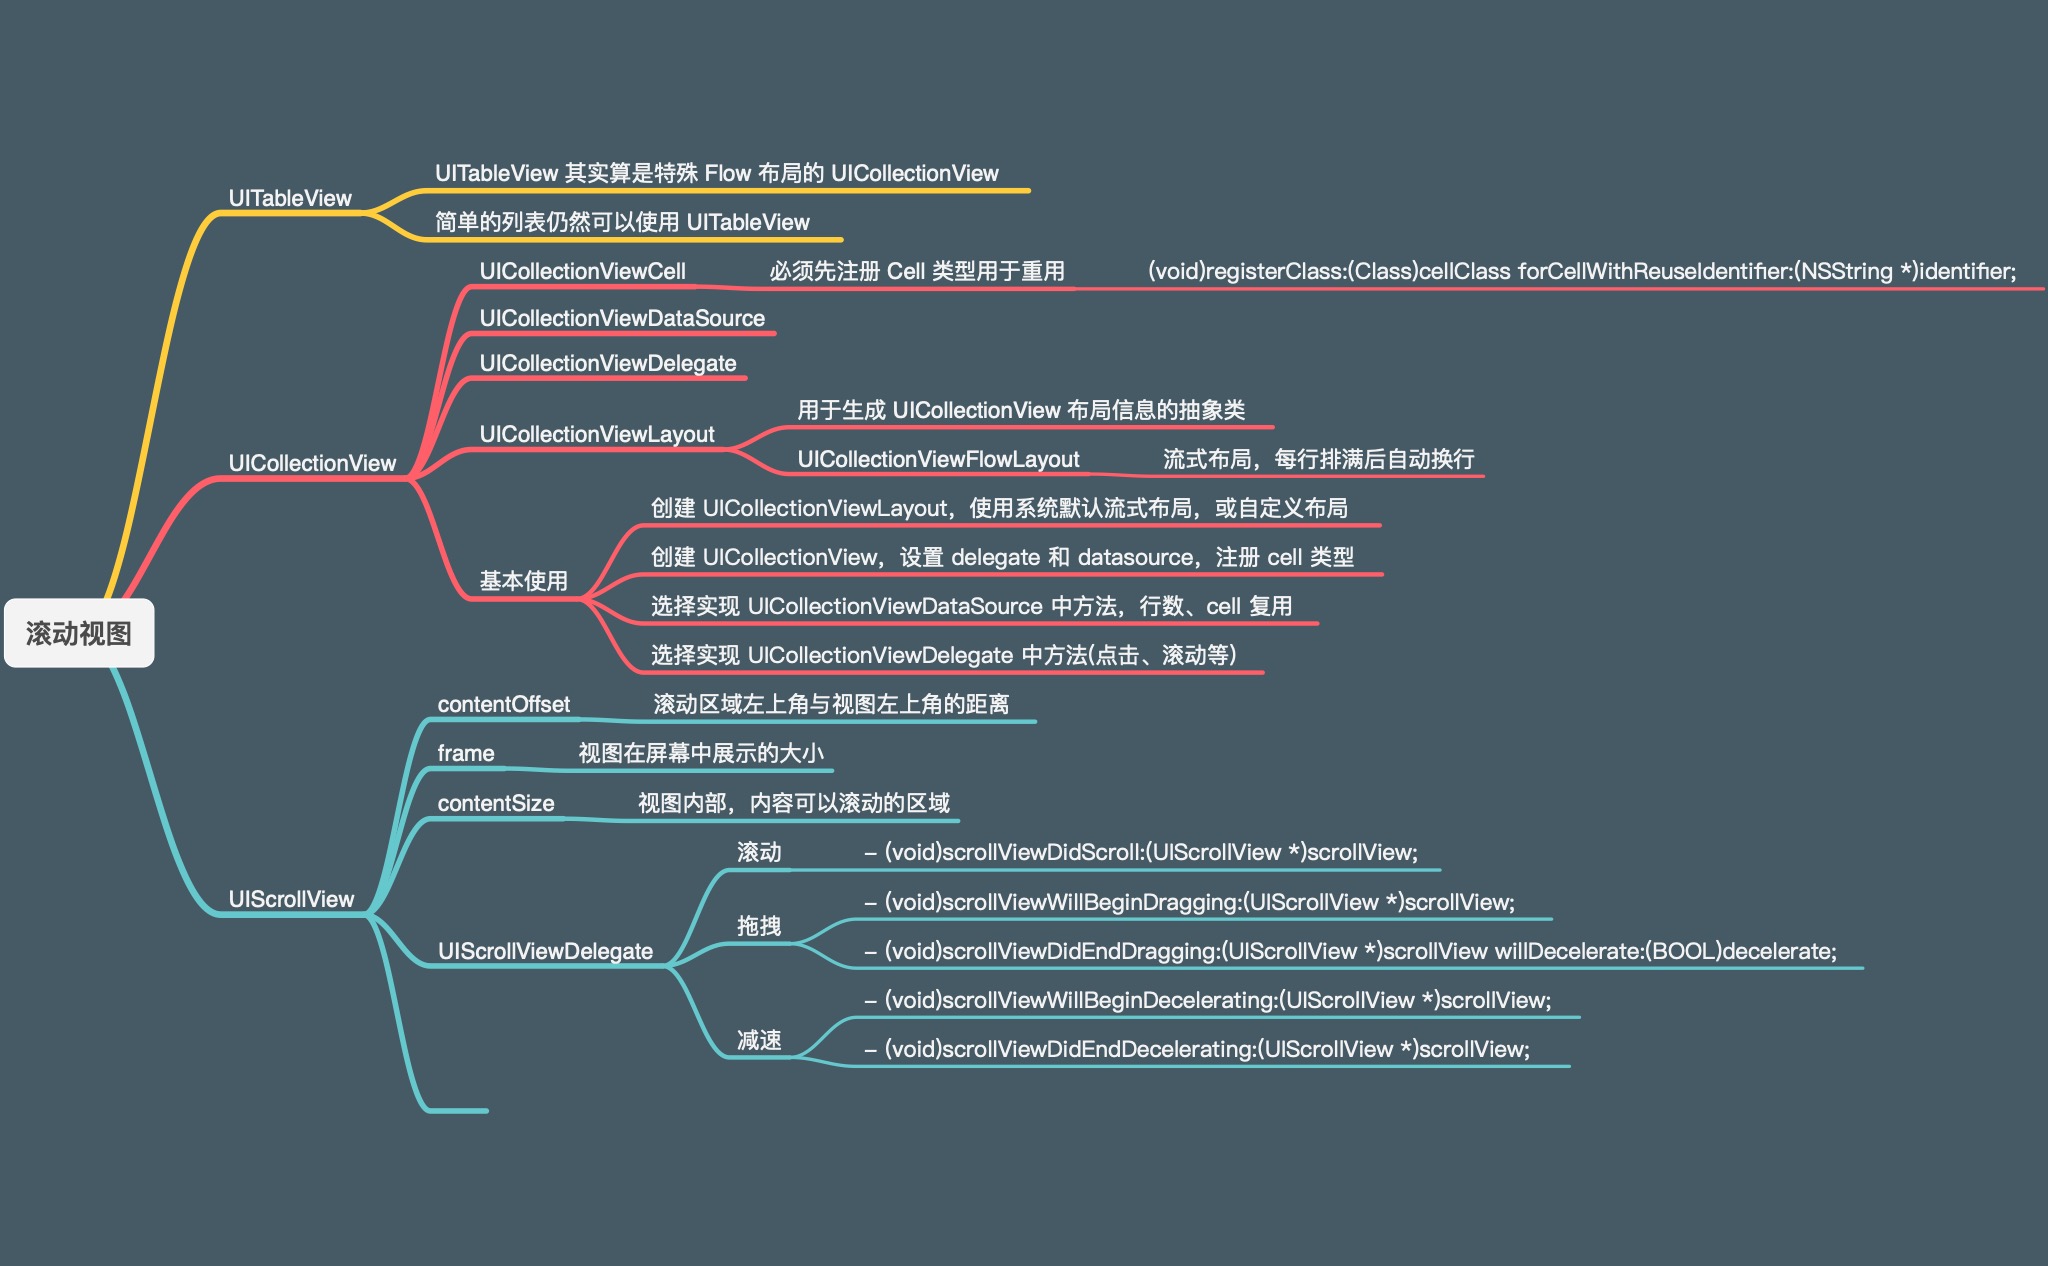 UITableView
UITableView 其实算是特殊 Flow 布局的 UICollectionView
简单的列表仍然可以使用 UITableView
UICollectionView
UICollectionViewCell
必须先注册 Cell 类型用于重用
(void)registerClass:(Class)cellClass forCellWithReuseIdentifier:(NSString *)identifier;
UICollectionViewDataSource
UICollectionViewDelegate
UICollectionViewLayout
用于生成 UICollectionView 布局信息的抽象类
UICollectionViewFlowLayout
流式布局，每行排满后自动换行
基本使用
创建 UICollectionViewLayout，使用系统默认流式布局，或自定义布局
创建 UICollectionView，设置 delegate 和 datasource，注册 cell 类型
选择实现 UICollectionViewDataSource 中方法，行数、cell 复用
选择实现 UICollectionViewDelegate 中方法(点击、滚动等)
滚动视图
UIScrollView
contentOffset
滚动区域左上角与视图左上角的距离
frame
视图在屏幕中展示的大小
contentSize
视图内部，内容可以滚动的区域
UIScrollViewDelegate
滚动
- (void)scrollViewDidScroll:(UIScrollView *)scrollView;
拖拽
- (void)scrollViewWillBeginDragging:(UIScrollView *)scrollView;
- (void)scrollViewDidEndDragging:(UIScrollView *)scrollView willDecelerate:(BOOL)decelerate;
减速
- (void)scrollViewWillBeginDecelerating:(UIScrollView *)scrollView;
- (void)scrollViewDidEndDecelerating:(UIScrollView *)scrollView;